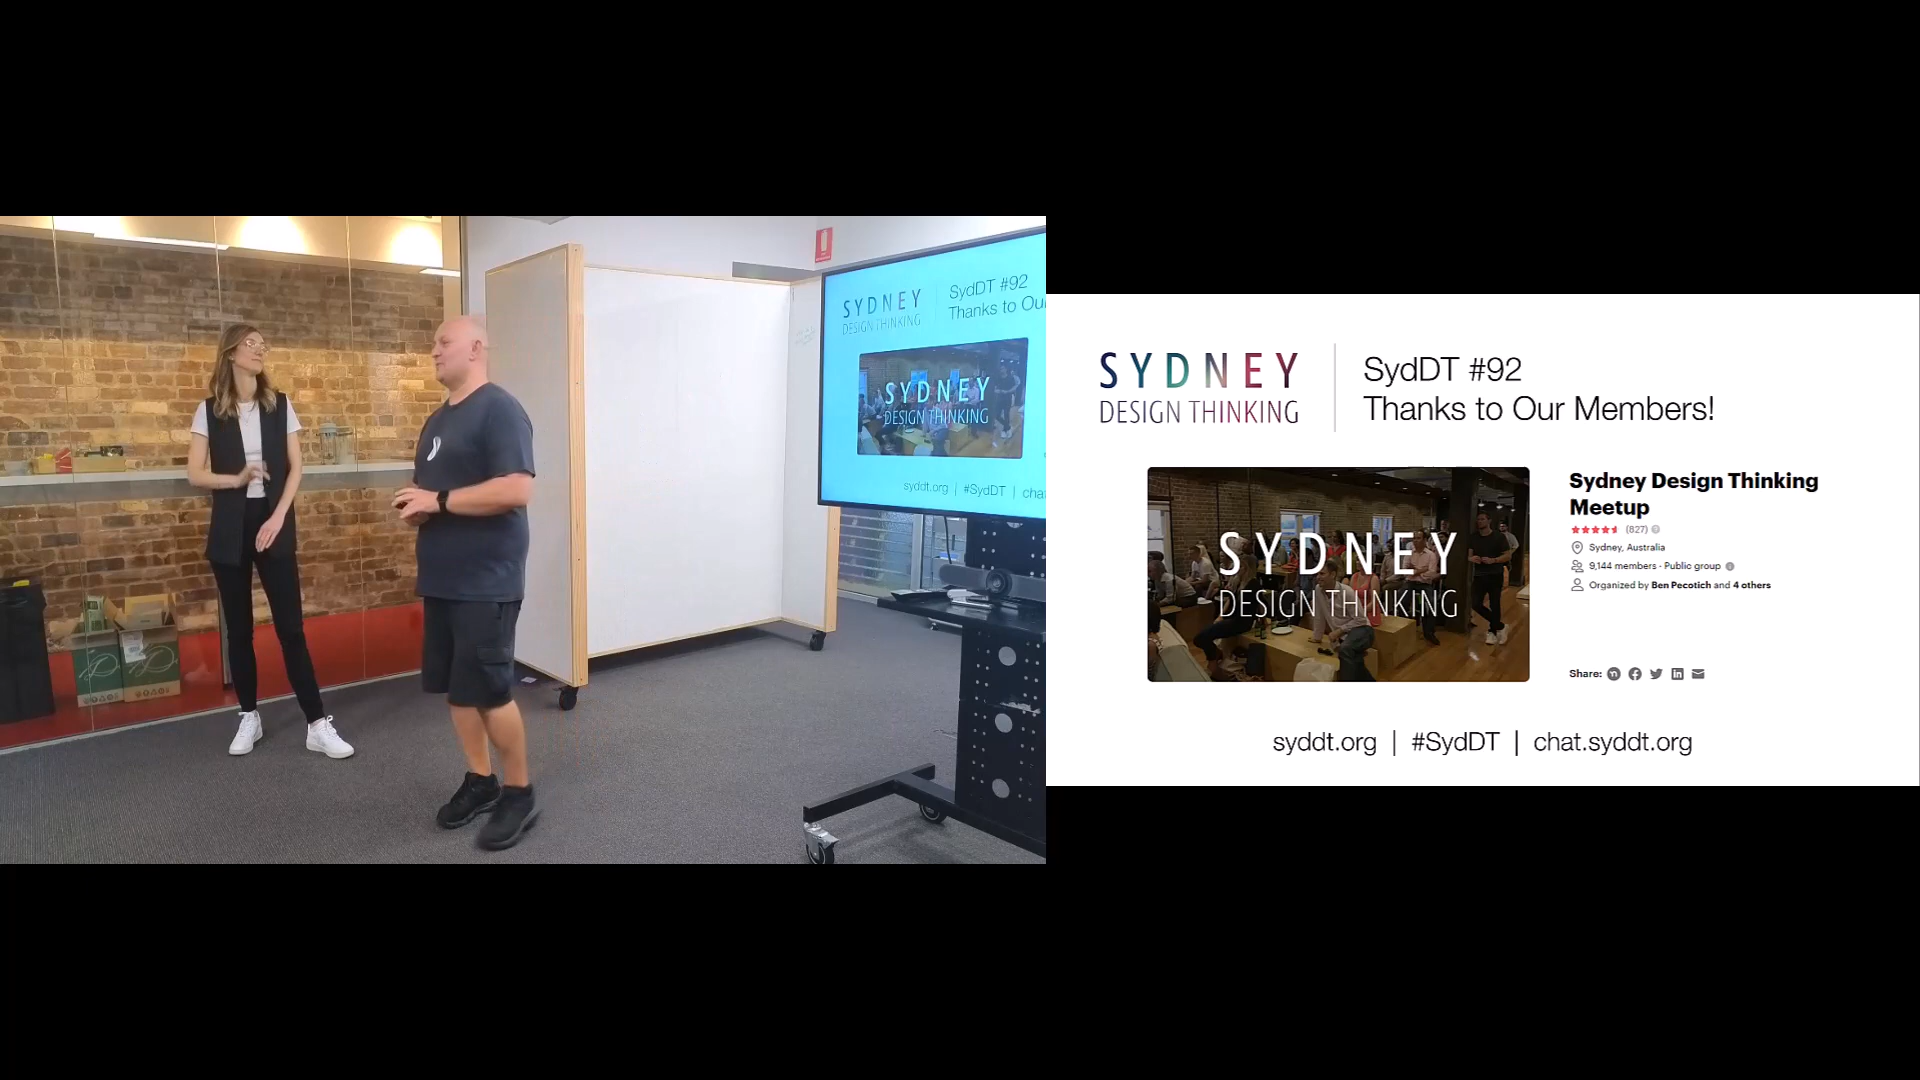 SYDNEY
DESIGN THINKING
SydDT #92
Thanks to Ou
SYDNEY
DESIGN THINKING
syddt.org | #SydDT | chat
SYDNEY
DESIGN THINKING
SydDT #92
Thanks to Our Members!
SYDNEY
DESIGN THINKING
Sydney Design Thinking
Meetup
(827)
Sydney, Australia
9,144 members · Public group
Organized by Ben Pecotich and 4 others
Share:
syddt.org | #SydDT | chat.syddt.org